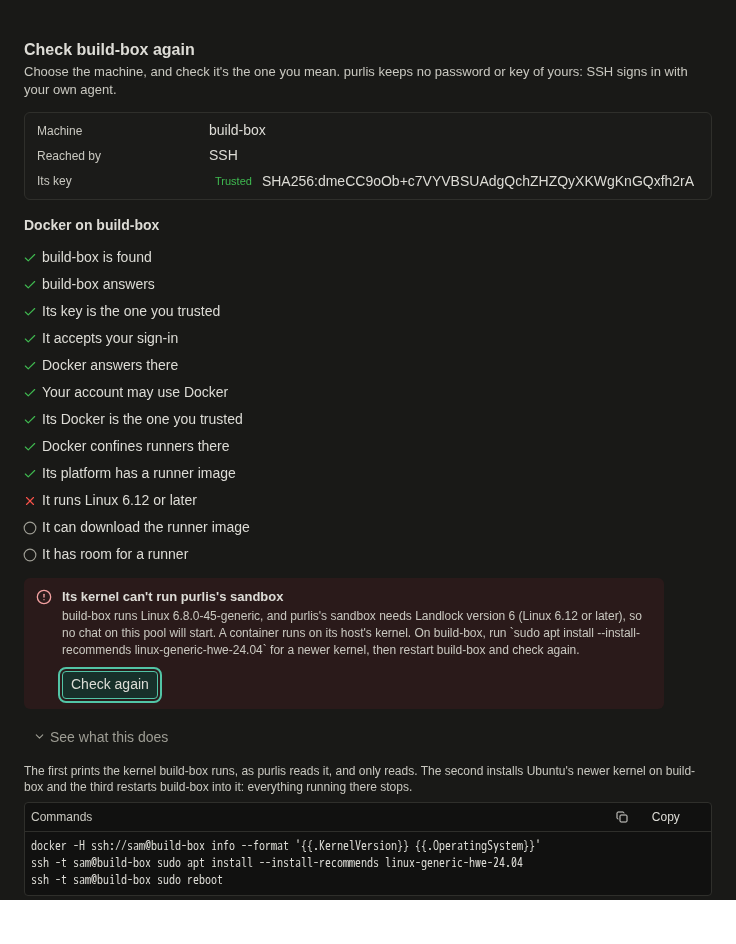 Check build-box again
Choose the machine, and check it's the one you mean. purlis keeps no password or key of yours: SSH signs in with
your own agent.
Machine build-box
Reached by SSH
Its key Trusted SHA256:dmeCC9oOb+c7VYVBSUAdgQchZHZQyXKWgKnGQxfh2rA
Docker on build-box
build-box is found
build-box answers
Its key is the one you trusted
It accepts your sign-in
Docker answers there
Your account may use Docker
Its Docker is the one you trusted
Docker confines runners there
Its platform has a runner image
It runs Linux 6.12 or later
It can download the runner image
It has room for a runner
Its kernel can't run purlis's sandbox
build-box runs Linux 6.8.0-45-generic, and purlis's sandbox needs Landlock version 6 (Linux 6.12 or later), so
no chat on this pool will start. A container runs on its host's kernel. On build-box, run `sudo apt install --install-
recommends linux-generic-hwe-24.04` for a newer kernel, then restart build-box and check again.
Check again
See what this does
The first prints the kernel build-box runs, as purlis reads it, and only reads. The second installs Ubuntu's newer kernel on build-
box and the third restarts build-box into it: everything running there stops.
Commands Copy
docker -H ssh://sam@build-box info --format '{{.KernelVersion}} {{.OperatingSystem}}'
ssh -t sam@build-box sudo apt install --install-recommends linux-generic-hwe-24.04
ssh -t sam@build-box sudo reboot